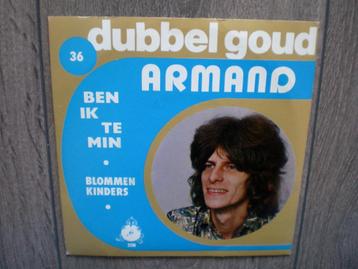 dubbel goud
36
ARMAND
BEN
IK
TE
MIN
•
BLOMMEN
KINDERS
•